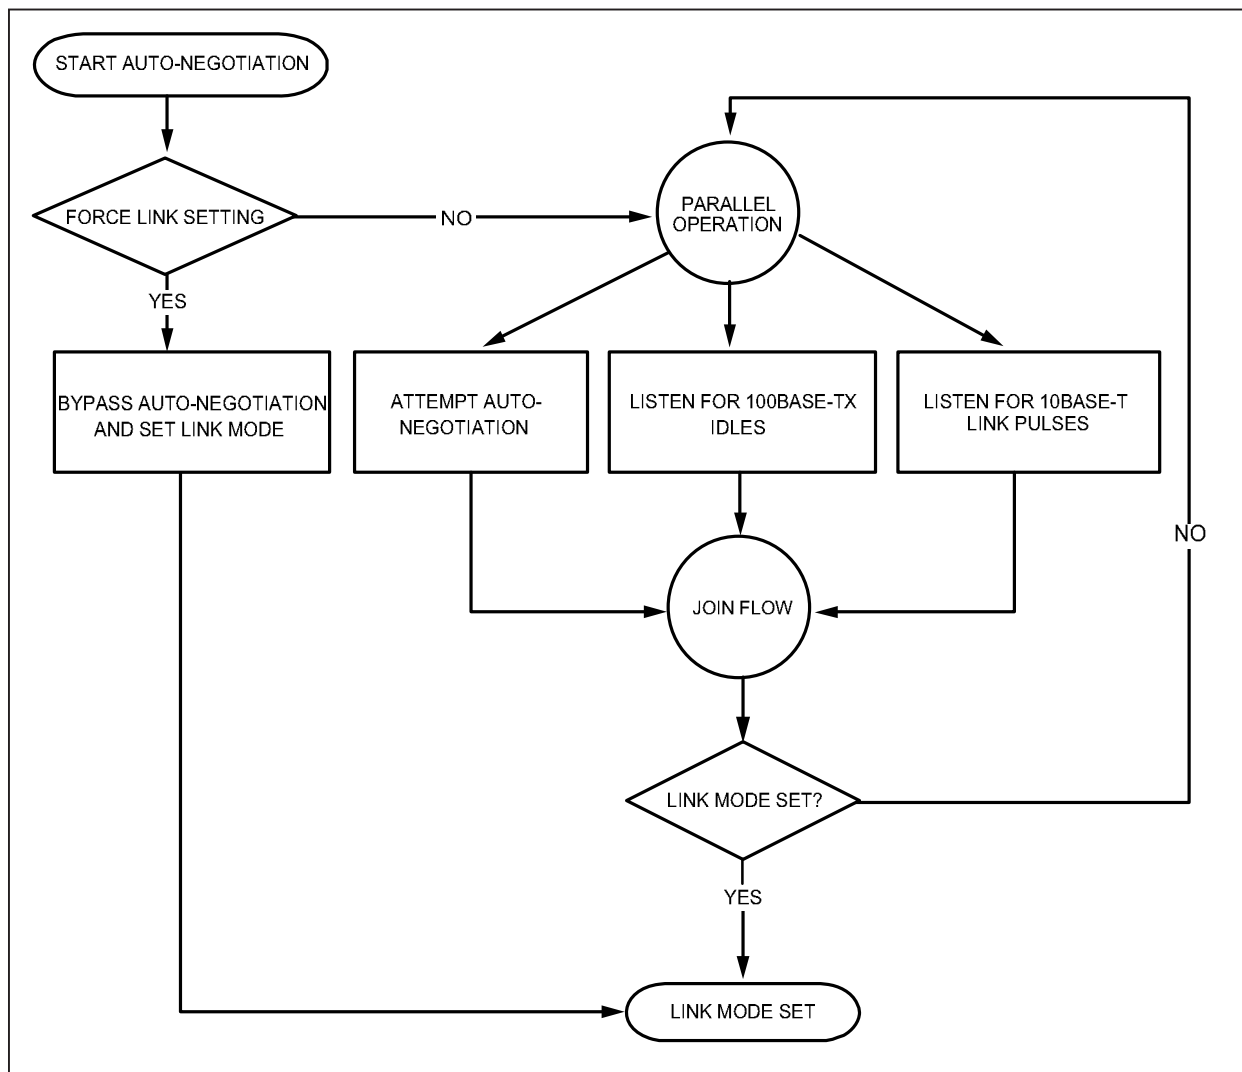 START AUTO-NEGOTIATION
FORCE LINK SETTING
NO
PARALLEL
OPERATION
YES
BYPASS AUTO-NEGOTIATION
AND SET LINK MODE
ATTEMPT AUTO-
NEGOTIATION
LISTEN FOR 100BASE-TX
IDLES
LISTEN FOR 10BASE-T
LINK PULSES
NO
JOIN FLOW
LINK MODE SET?
YES
LINK MODE SET